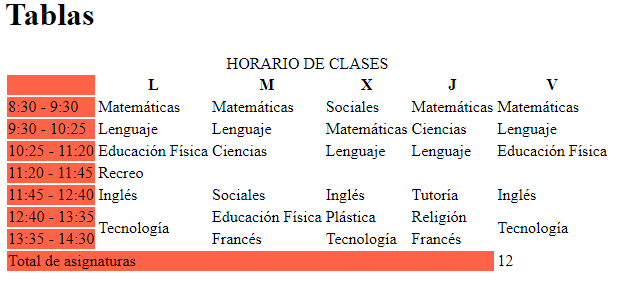 Tablas
HORARIO DE CLASES
L M X J V
8:30 - 9:30 Matemáticas Matemáticas Sociales Matemáticas Matemáticas
9:30 - 10:25 Lenguaje Lenguaje Matemáticas Ciencias Lenguaje
10:25 - 11:20 Educación Física Ciencias Lenguaje Lenguaje Educación Física
11:20 - 11:45 Recreo
11:45 - 12:40 Inglés Sociales Inglés Tutoría Inglés
12:40 - 13:35 Tecnología Educación Física Plástica Religión Tecnología
13:35 - 14:30 Francés Tecnología Francés
Total de asignaturas 12